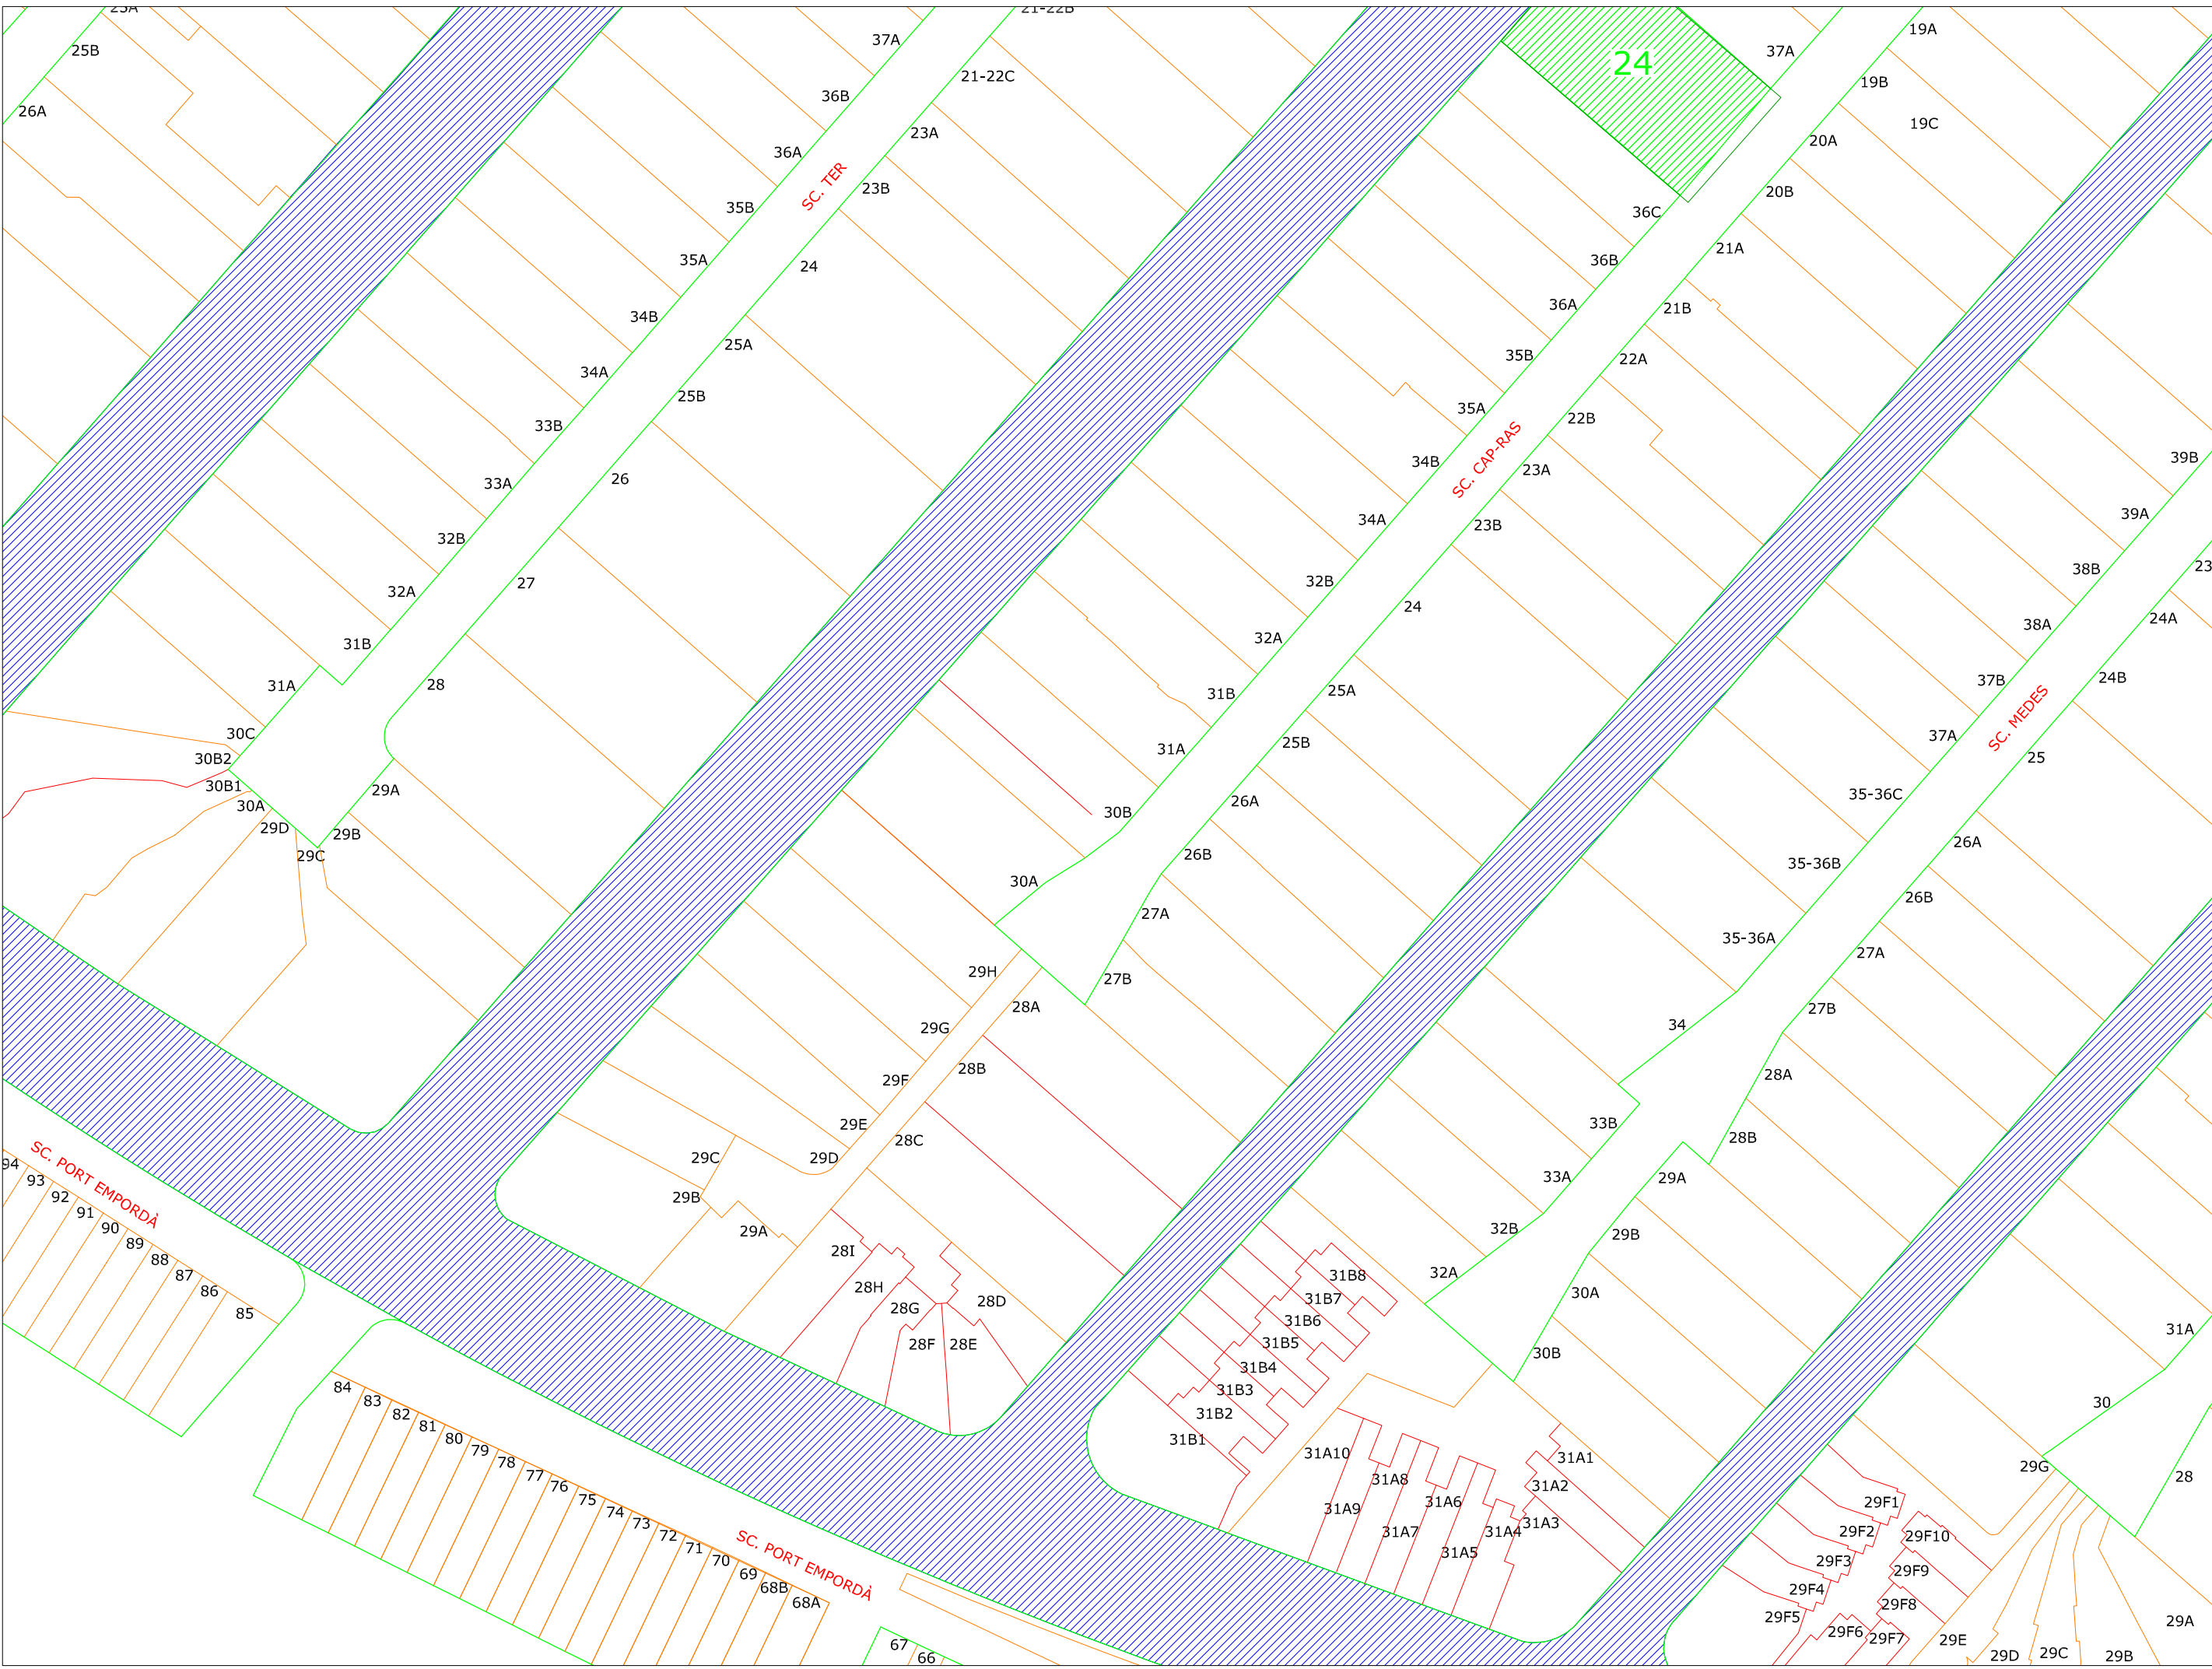 25A
25B
26A
37A
36B
36A
35B
35A
34B
34A
33B
33A
32B
32A
31B
31A
30C
30B2
30B1
30A
29D
29C
29B
29A
28
27
26
25B
25A
24
23B
23A
21-22C
21-22B
SC. TER
24
37A
36C
36B
36A
35B
35A
34B
34A
32B
32A
31B
31A
30B
30A
29H
29G
29F
29E
29D
29C
29B
29A
SC. CAP-RAS
19A
19B
19C
20A
20B
21A
21B
22A
22B
23A
23B
24
25A
25B
26A
26B
27A
27B
28A
28B
28C
28D
28E
28F
28G
28H
28I
39B
39A
38B
38A
37B
37A
35-36C
35-36B
35-36A
34
33B
33A
32B
32A
31B8
31B7
31B6
31B5
31B4
31B3
31B2
31B1
31A10
31A9
31A8
31A7
31A6
31A5
31A4
31A3
31A2
31A1
SC. MEDES
23
24A
24B
25
26A
26B
27A
27B
28A
28B
29A
29B
30A
30B
31A
30
29G
28
29F1
29F2
29F3
29F4
29F5
29F6
29F7
29F8
29F9
29F10
29E
29D
29C
29B
29A
SC. PORT EMPORDÀ
94
93
92
91
90
89
88
87
86
85
84
83
82
81
80
79
78
77
76
75
74
73
72
71
70
69
68B
68A
SC. PORT EMPORDÀ
67
66